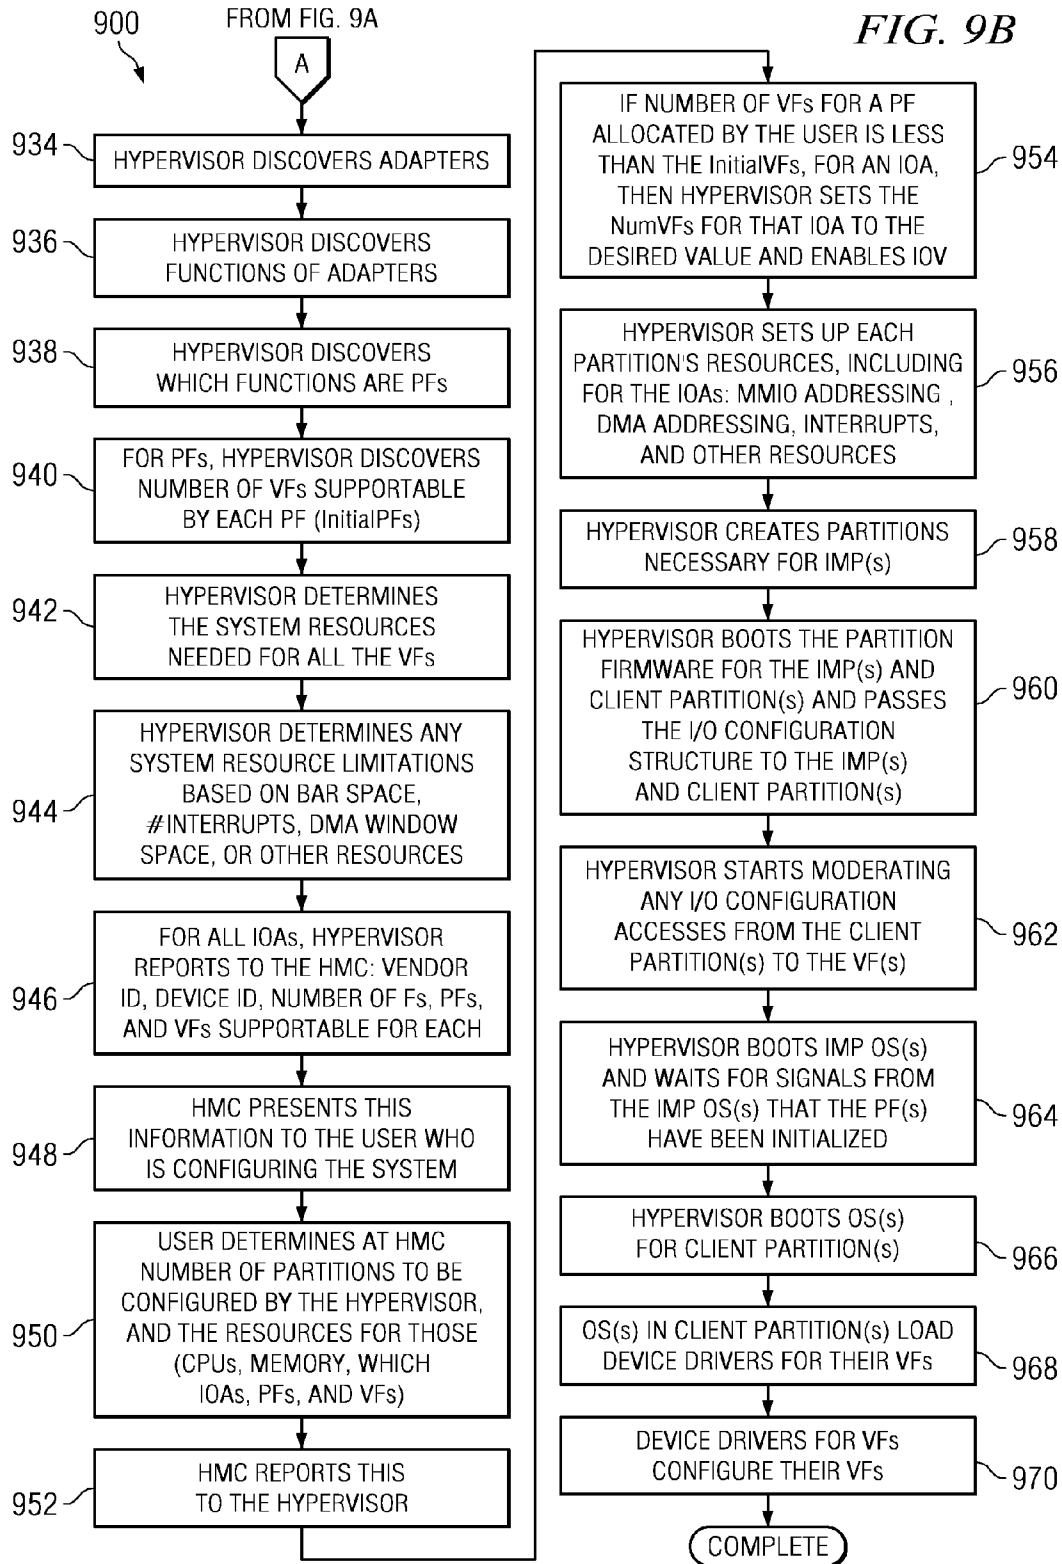 900
FROM FIG. 9A
FIG. 9B
A
934
HYPERVISOR DISCOVERS ADAPTERS
936
HYPERVISOR DISCOVERS
FUNCTIONS OF ADAPTERS
938
HYPERVISOR DISCOVERS
WHICH FUNCTIONS ARE PFs
940
FOR PFs, HYPERVISOR DISCOVERS
NUMBER OF VFs SUPPORTABLE
BY EACH PF (InitialPFs)
942
HYPERVISOR DETERMINES
THE SYSTEM RESOURCES
NEEDED FOR ALL THE VFs
944
HYPERVISOR DETERMINES ANY
SYSTEM RESOURCE LIMITATIONS
BASED ON BAR SPACE,
#INTERRUPTS, DMA WINDOW
SPACE, OR OTHER RESOURCES
946
FOR ALL IOAs, HYPERVISOR
REPORTS TO THE HMC: VENDOR
ID, DEVICE ID, NUMBER OF Fs, PFs,
AND VFs SUPPORTABLE FOR EACH
948
HMC PRESENTS THIS
INFORMATION TO THE USER WHO
IS CONFIGURING THE SYSTEM
950
USER DETERMINES AT HMC
NUMBER OF PARTITIONS TO BE
CONFIGURED BY THE HYPERVISOR,
AND THE RESOURCES FOR THOSE
(CPUs, MEMORY, WHICH
IOAs, PFs, AND VFs)
952
HMC REPORTS THIS
TO THE HYPERVISOR
IF NUMBER OF VFs FOR A PF
ALLOCATED BY THE USER IS LESS
THAN THE InitialVFs, FOR AN IOA,
THEN HYPERVISOR SETS THE
NumVFs FOR THAT IOA TO THE
DESIRED VALUE AND ENABLES IOV
954
HYPERVISOR SETS UP EACH
PARTITION'S RESOURCES, INCLUDING
FOR THE IOAs: MMIO ADDRESSING ,
DMA ADDRESSING, INTERRUPTS,
AND OTHER RESOURCES
956
HYPERVISOR CREATES PARTITIONS
NECESSARY FOR IMP(s)
958
HYPERVISOR BOOTS THE PARTITION
FIRMWARE FOR THE IMP(s) AND
CLIENT PARTITION(s) AND PASSES
THE I/O CONFIGURATION
STRUCTURE TO THE IMP(s)
AND CLIENT PARTITION(s)
960
HYPERVISOR STARTS MODERATING
ANY I/O CONFIGURATION
ACCESSES FROM THE CLIENT
PARTITION(s) TO THE VF(s)
962
HYPERVISOR BOOTS IMP OS(s)
AND WAITS FOR SIGNALS FROM
THE IMP OS(s) THAT THE PF(s)
HAVE BEEN INITIALIZED
964
HYPERVISOR BOOTS OS(s)
FOR CLIENT PARTITION(s)
966
OS(s) IN CLIENT PARTITION(s) LOAD
DEVICE DRIVERS FOR THEIR VFs
968
DEVICE DRIVERS FOR VFs
CONFIGURE THEIR VFs
970
COMPLETE